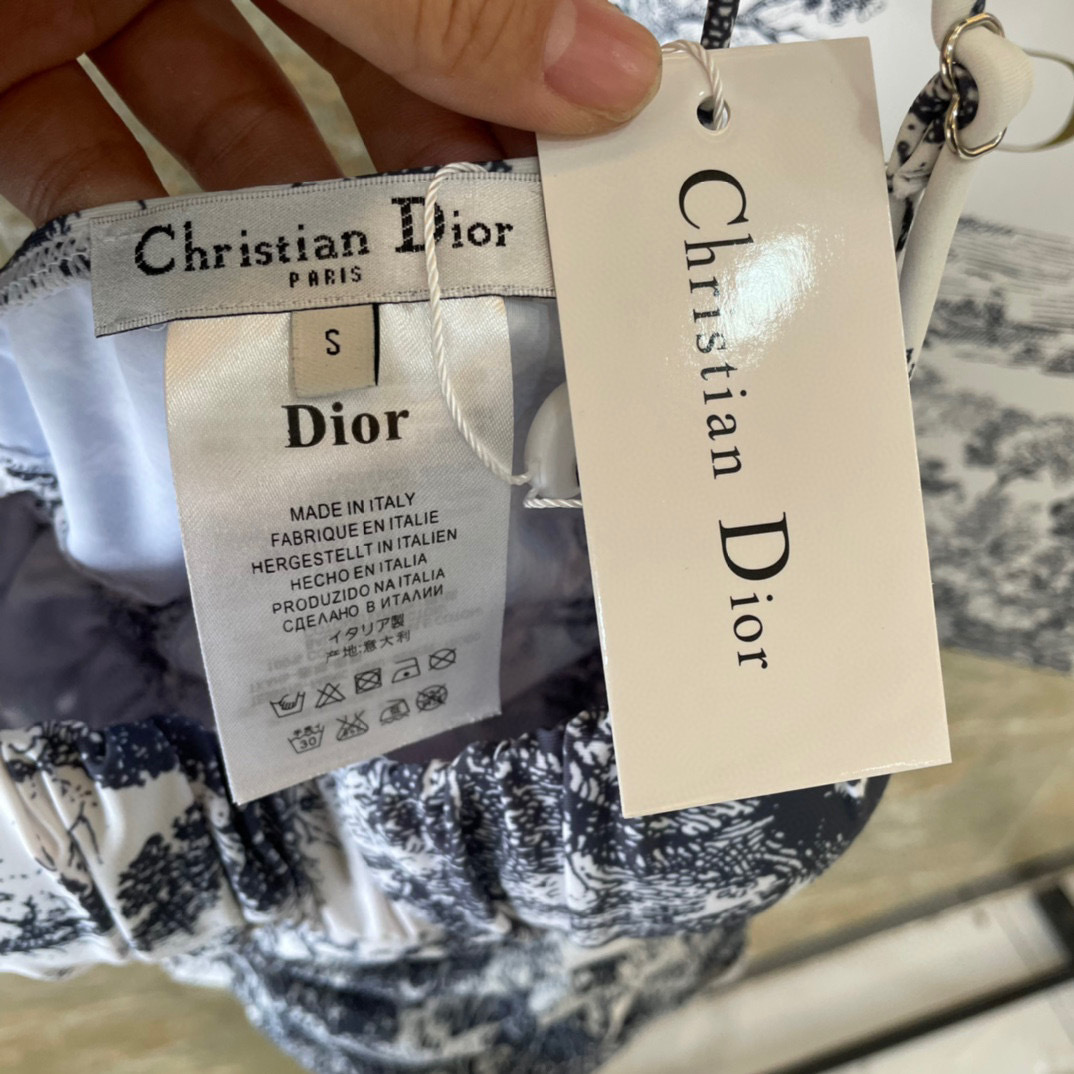 Christian Dior
PARIS
S
Dior
MADE IN ITALY
FABRIQUE EN ITALIE
HERGESTELLT IN ITALIEN
HECHO EN ITALIA
PRODUZIDO NA ITALIA
СДЕЛАНО В ИТАЛИИ
イタリア製
产地:意大利
30
Christian Dior